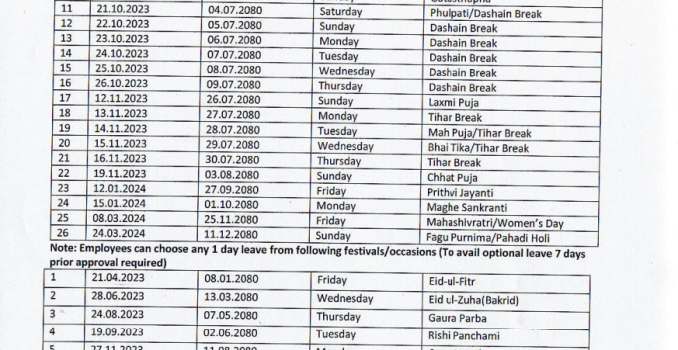 11 21.10.2023 04.07.2080 Saturday Phulpati/Dashain Break
12 22.10.2023 05.07.2080 Sunday Dashain Break
13 23.10.2023 06.07.2080 Monday Dashain Break
14 24.10.2023 07.07.2080 Tuesday Dashain Break
15 25.10.2023 08.07.2080 Wednesday Dashain Break
16 26.10.2023 09.07.2080 Thursday Dashain Break
17 12.11.2023 26.07.2080 Sunday Laxmi Puja
18 13.11.2023 27.07.2080 Monday Tihar Break
19 14.11.2023 28.07.2080 Tuesday Mah Puja/Tihar Break
20 15.11.2023 29.07.2080 Wednesday Bhai Tika/Tihar Break
21 16.11.2023 30.07.2080 Thursday Tihar Break
22 19.11.2023 03.08.2080 Sunday Chhat Puja
23 12.01.2024 27.09.2080 Friday Prithvi Jayanti
24 15.01.2024 01.10.2080 Monday Maghe Sankranti
25 08.03.2024 25.11.2080 Friday Mahashivratri/Women's Day
26 24.03.2024 11.12.2080 Sunday Fagu Purnima/Pahadi Holi
Note: Employees can choose any 1 day leave from following festivals/occasions (To avail optional leave 7 days
prior approval required)
1 21.04.2023 08.01.2080 Friday Eid-ul-Fitr
2 28.06.2023 13.03.2080 Wednesday Eid ul-Zuha(Bakrid)
3 24.08.2023 07.05.2080 Thursday Gaura Parba
4 19.09.2023 02.06.2080 Tuesday Rishi Panchami
5 27.11.2023 11.08.2080